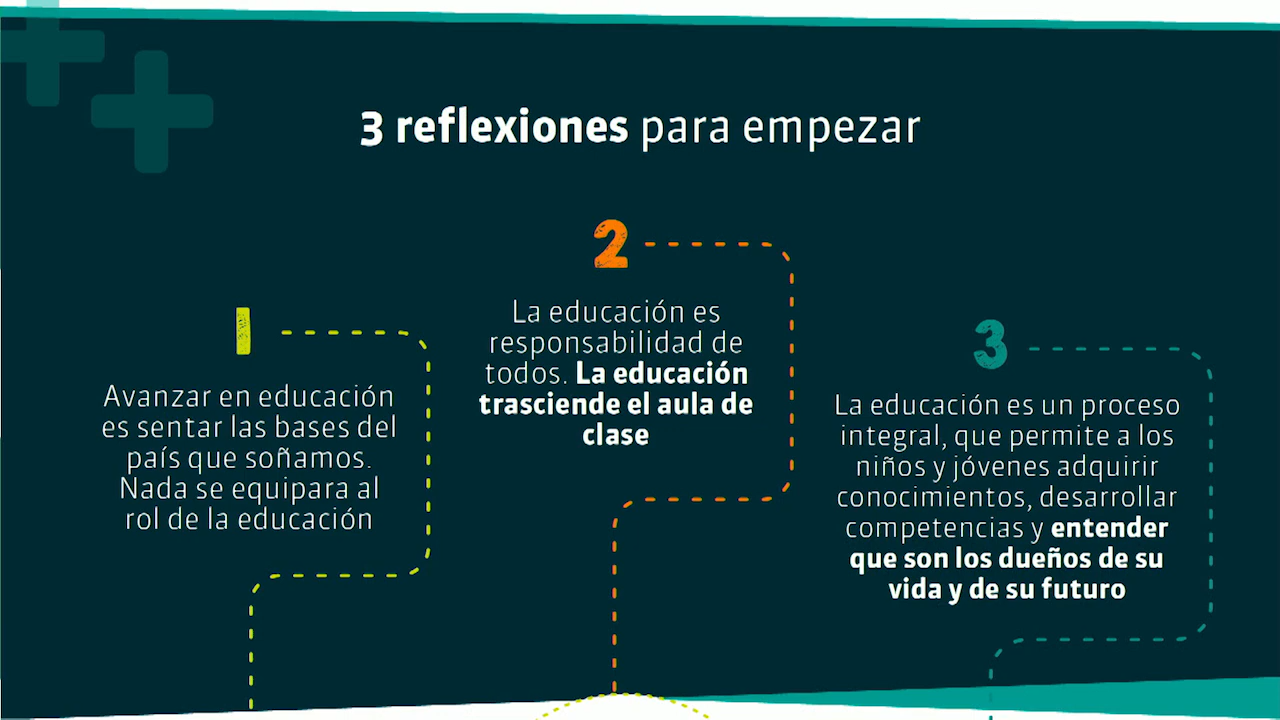 3 reflexiones para empezar
1
Avanzar en educación
es sentar las bases del
país que soñamos.
Nada se equipara al
rol de la educación
2
La educación es
responsabilidad de
todos. La educación
trasciende el aula de
clase
3
La educación es un proceso
integral, que permite a los
niños y jóvenes adquirir
conocimientos, desarrollar
competencias y entender
que son los dueños de su
vida y de su futuro